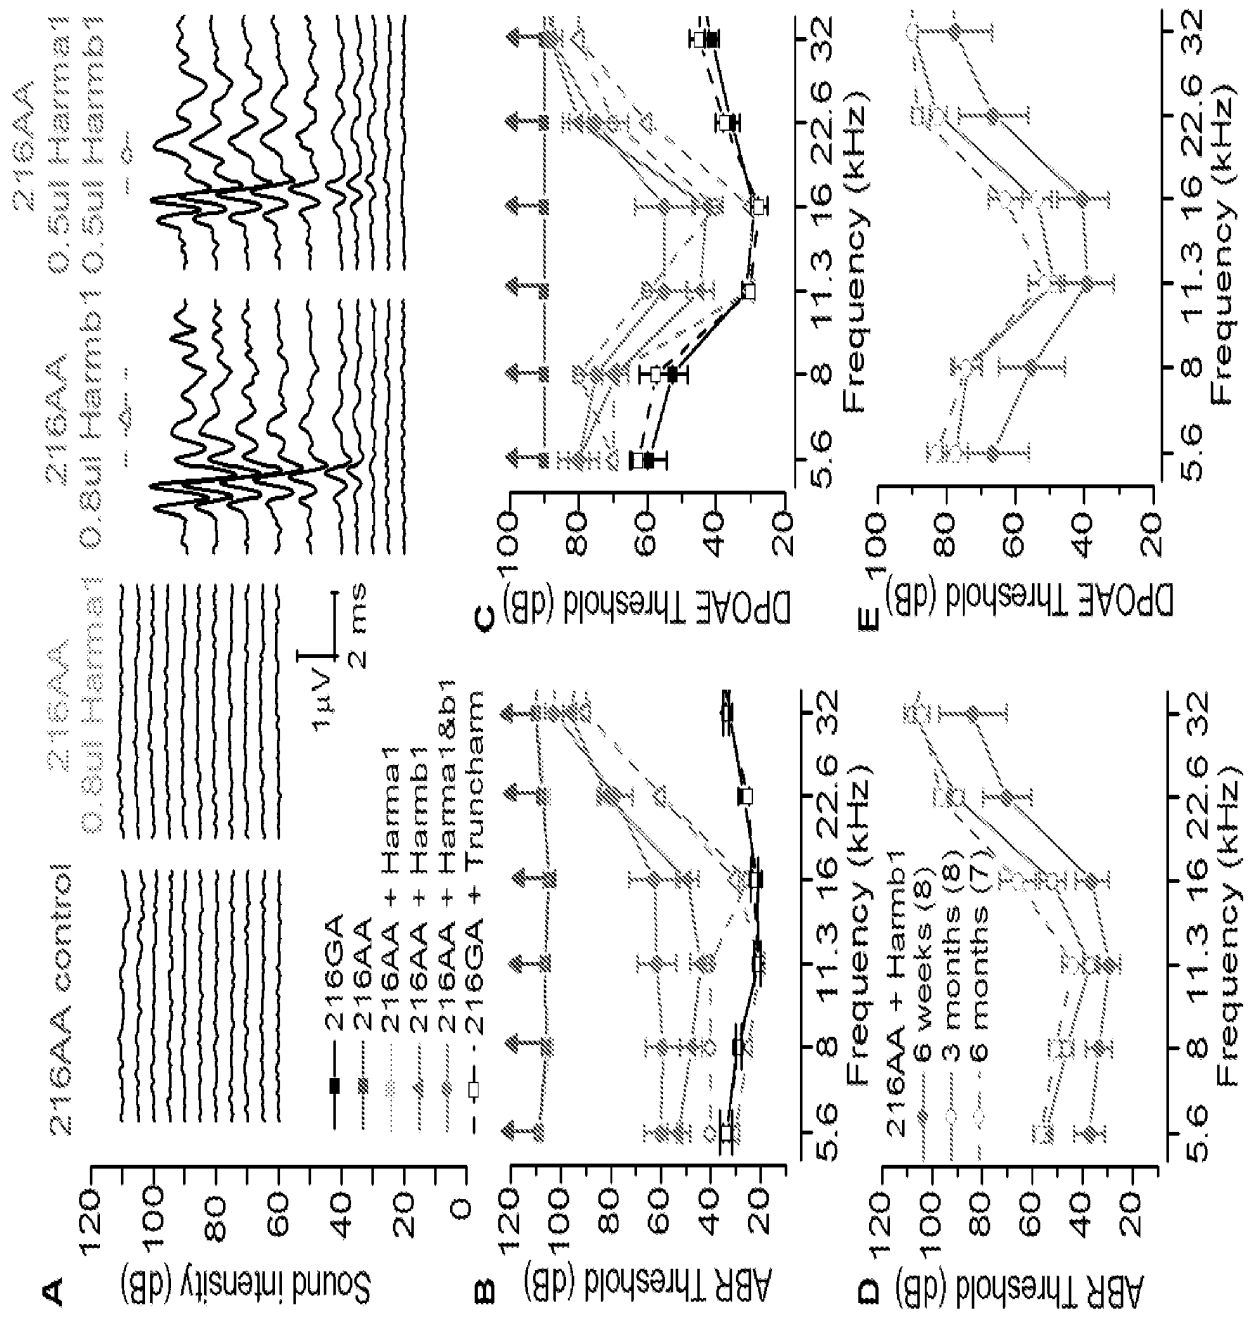 A
216AA control
216AA
0.8ul Harma1
216AA
0.8ul Harmb1
216AA
0.5ul Harma1
0.5ul Harmb1
Sound intensity (dB)
120
100
80
60
40
20
0
1μV
2 ms
216GA
216AA
216AA + Harma1
216AA + Harmb1
216AA + Harma1&b1
216GA + Truncharm
B
ABR Threshold (dB)
120
100
80
60
40
20
5.6 8 11.3 16 22.6 32
Frequency (kHz)
C
DPOAE Threshold (dB)
100
80
60
40
20
5.6 8 11.3 16 22.6 32
Frequency (kHz)
D
ABR Threshold (dB)
120
100
80
60
40
20
216AA + Harmb1
6 weeks (8)
3 months (8)
6 months (7)
5.6 8 11.3 16 22.6 32
Frequency (kHz)
E
DPOAE Threshold (dB)
100
80
60
40
20
5.6 8 11.3 16 22.6 32
Frequency (kHz)